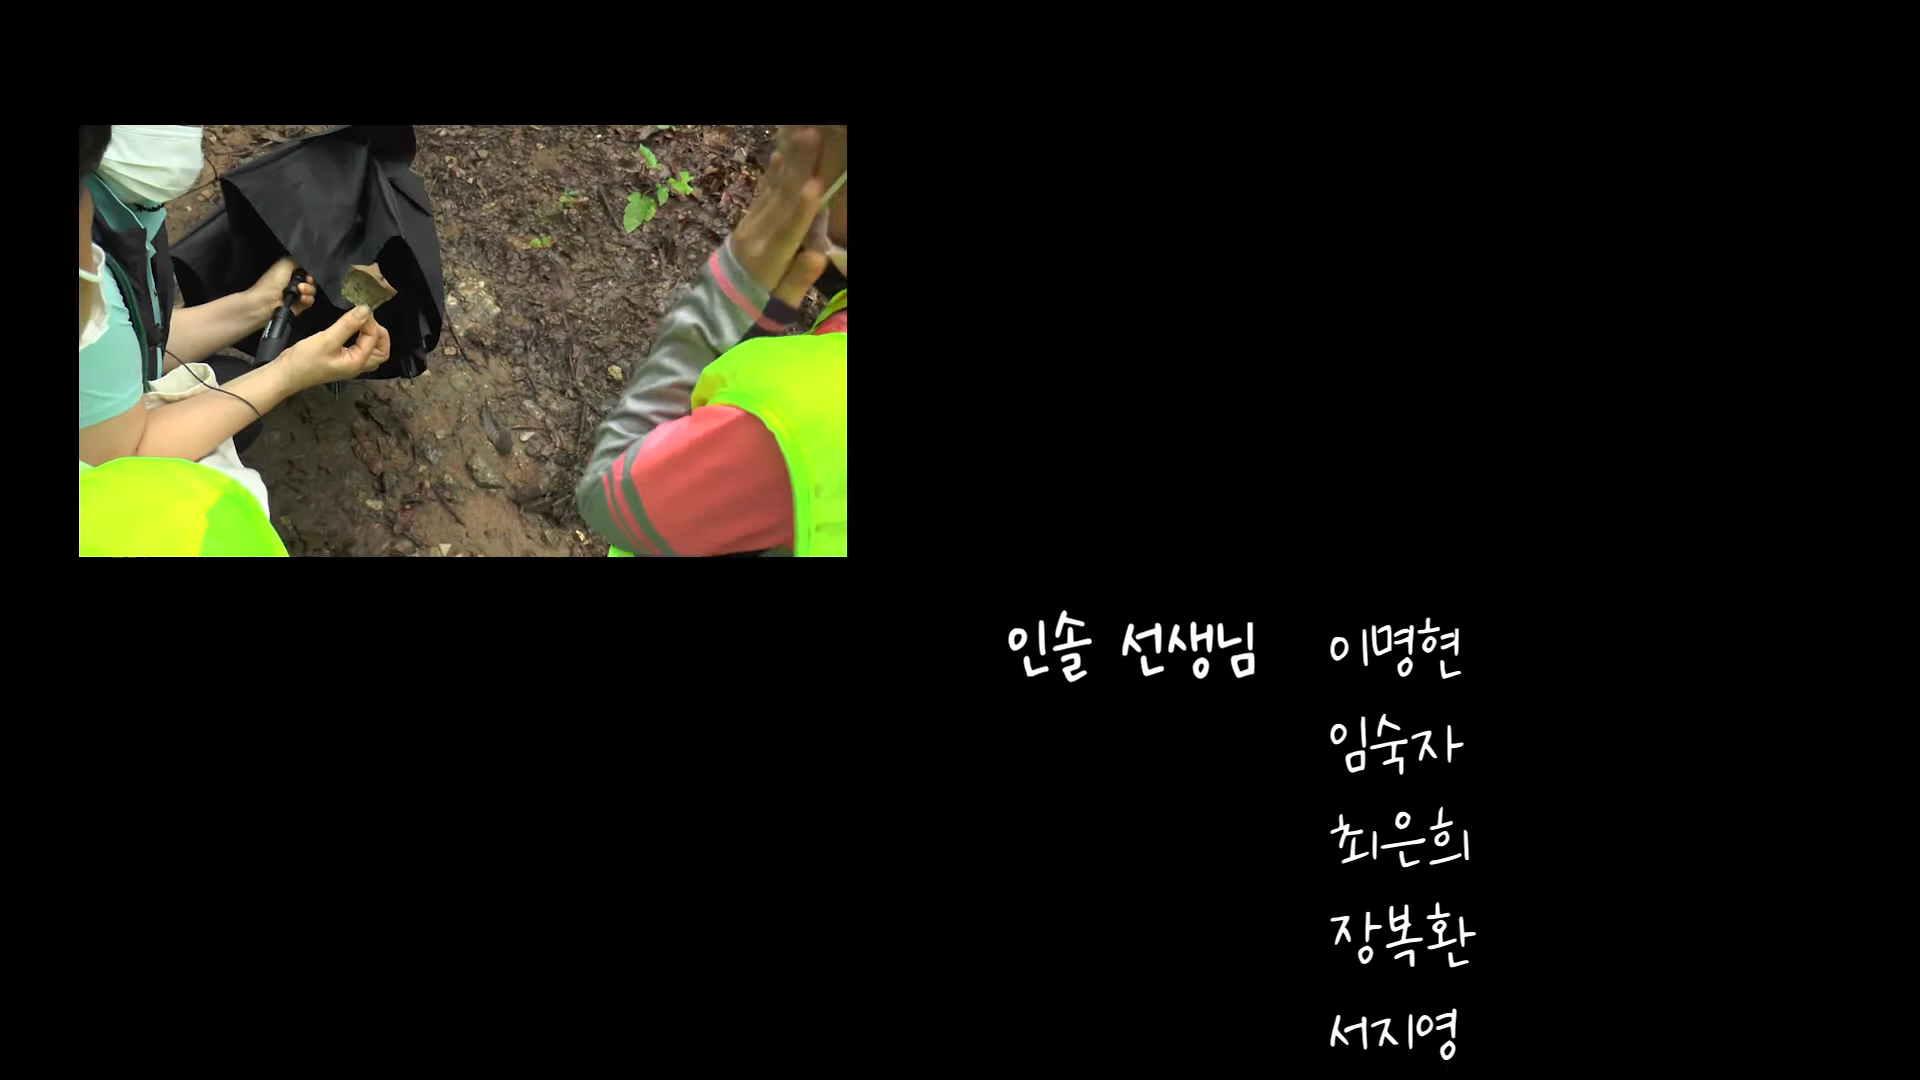 인솔 선생님 이명현
임숙자
최은희
장복환
서지영